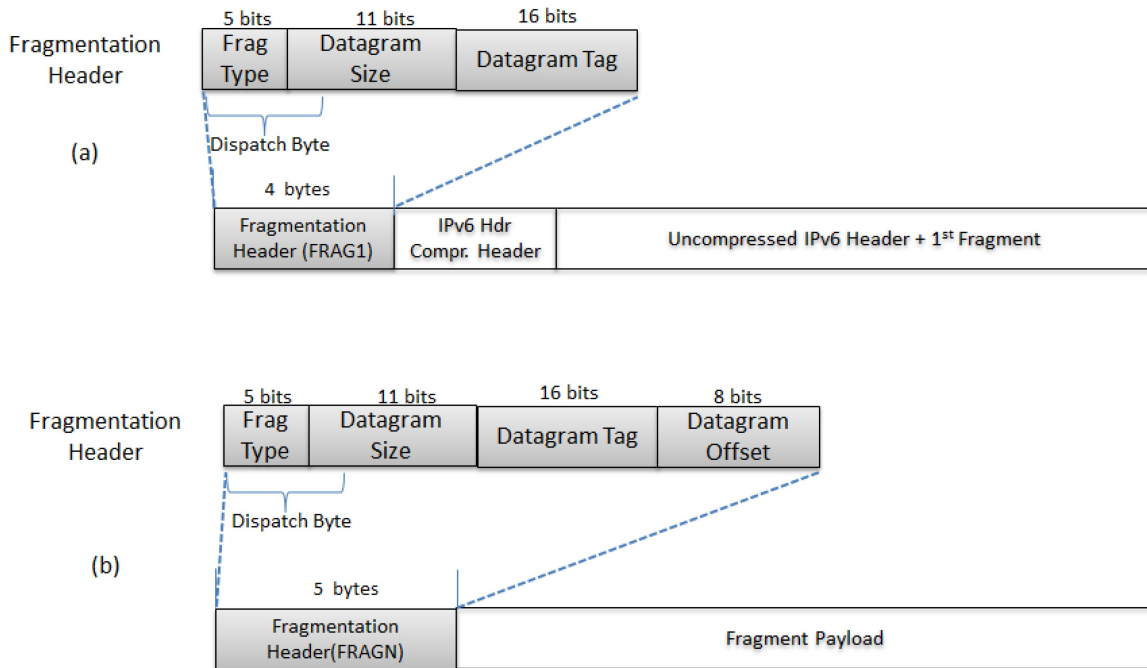 5 bits
11 bits
16 bits
Fragmentation
Header
Frag
Type
Datagram
Size
Datagram Tag
Dispatch Byte
(a)
4 bytes
Fragmentation
Header (FRAG1)
IPv6 Hdr
Compr. Header
Uncompressed IPv6 Header + 1st Fragment
5 bits
11 bits
16 bits
8 bits
Fragmentation
Header
Frag
Type
Datagram
Size
Datagram Tag
Datagram
Offset
Dispatch Byte
(b)
5 bytes
Fragmentation
Header(FRAGN)
Fragment Payload